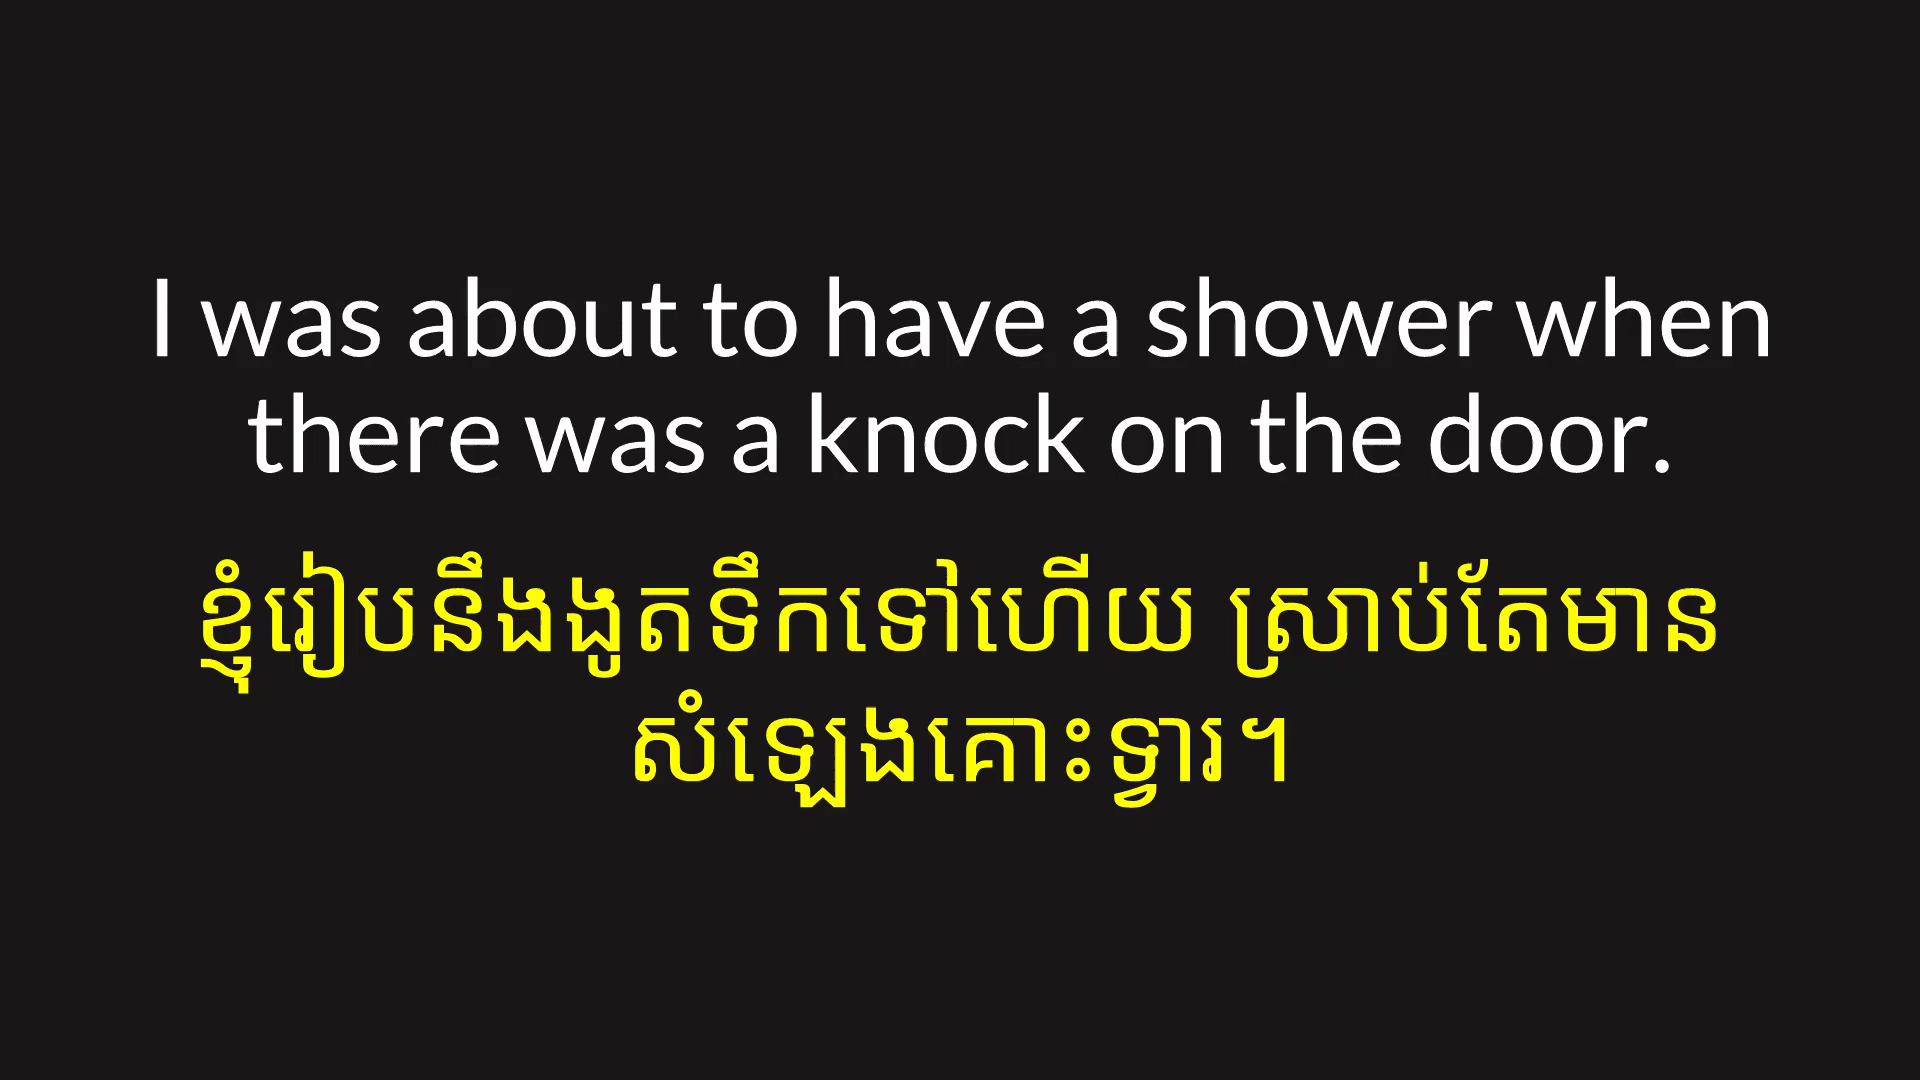 I was about to have a shower when
there was a knock on the door.
ខ្ញុំរៀបនឹងងូតទឹកទៅហើយ ស្រាប់តែមាន
សំឡេងគោះទ្វារ។